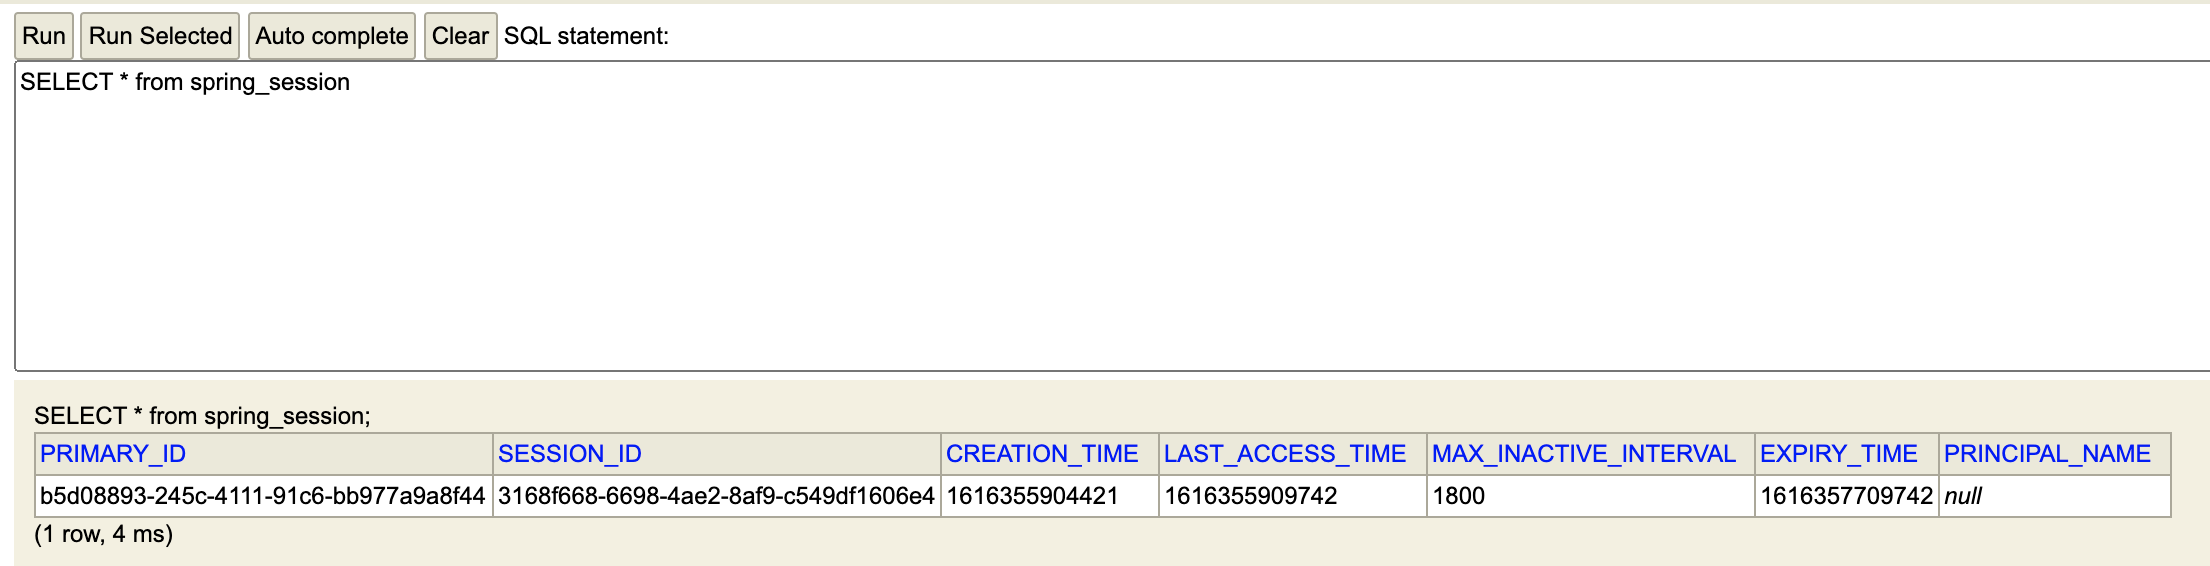 Run Run Selected Auto complete Clear SQL statement:
SELECT * from spring_session
SELECT * from spring_session;
PRIMARY_ID SESSION_ID CREATION_TIME LAST_ACCESS_TIME MAX_INACTIVE_INTERVAL EXPIRY_TIME PRINCIPAL_NAME
b5d08893-245c-4111-91c6-bb977a9a8f44 3168f668-6698-4ae2-8af9-c549df1606e4 1616355904421 1616355909742 1800 1616357709742 null
(1 row, 4 ms)